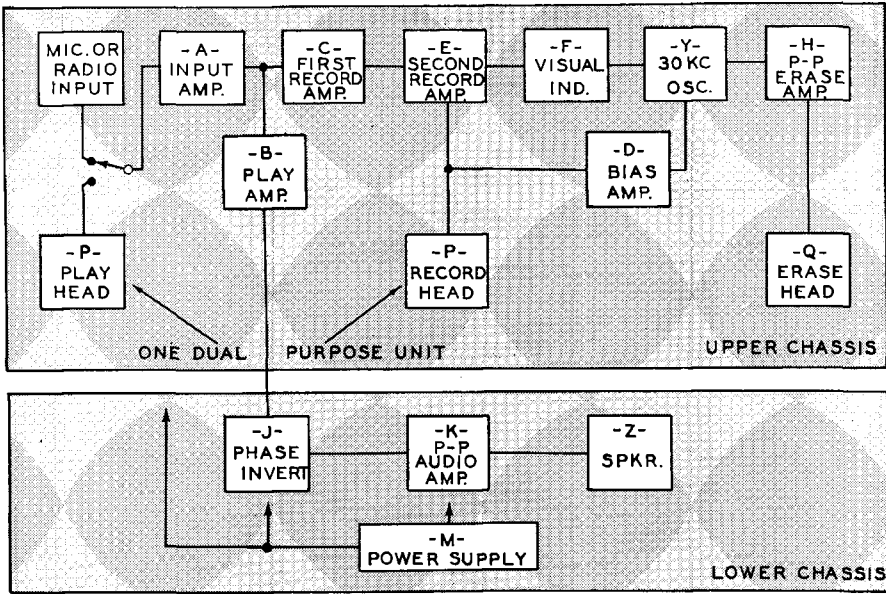 MIC. OR
RADIO
INPUT
-A-
INPUT
AMP.
-C-
FIRST
RECORD
AMP.
-E-
SECOND
RECORD
AMP.
-F-
VISUAL
IND.
-Y-
30 KC
OSC.
-H-
P-P
ERASE
AMP.
-B-
PLAY
AMP.
-D-
BIAS
AMP.
-P-
PLAY
HEAD
-P-
RECORD
HEAD
-Q-
ERASE
HEAD
ONE DUAL PURPOSE UNIT
UPPER CHASSIS
-J-
PHASE
INVERT
-K-
P-P
AUDIO
AMP.
-Z-
SPKR.
-M-
POWER SUPPLY
LOWER CHASSIS